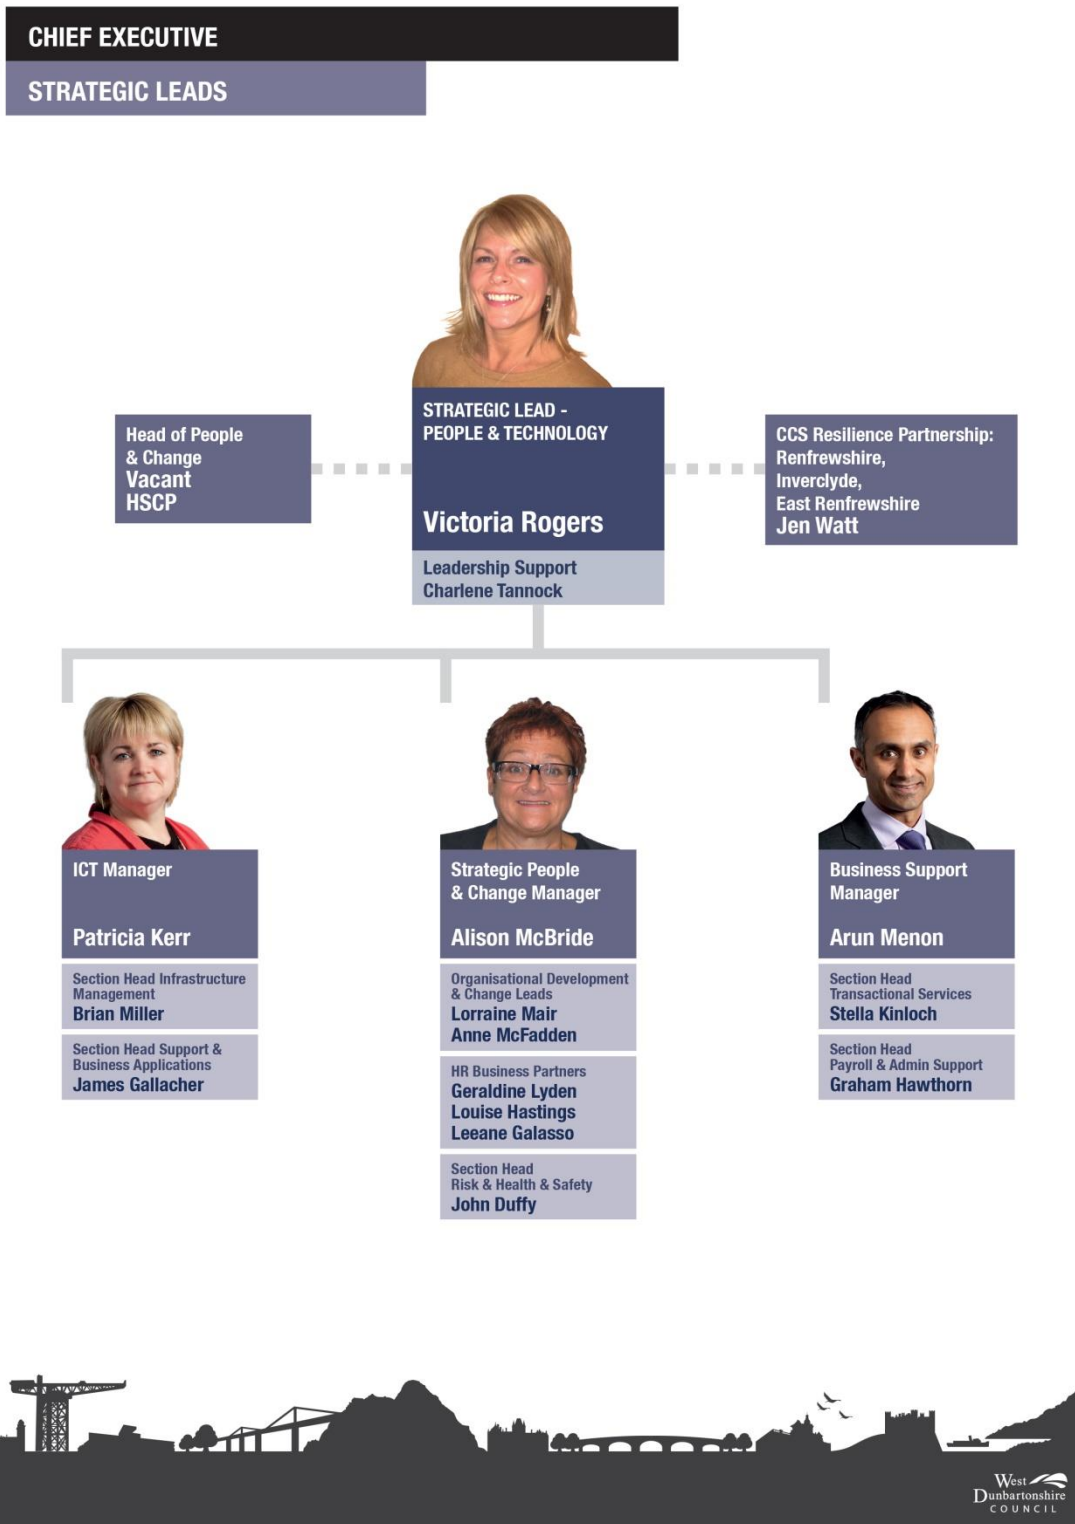 CHIEF EXECUTIVE
STRATEGIC LEADS
STRATEGIC LEAD -
PEOPLE & TECHNOLOGY
Victoria Rogers
Leadership Support
Charlene Tannock
Head of People
& Change
Vacant
HSCP
CCS Resilience Partnership:
Renfrewshire,
Inverclyde,
East Renfrewshire
Jen Watt
ICT Manager
Patricia Kerr
Section Head Infrastructure
Management
Brian Miller
Section Head Support &
Business Applications
James Gallacher
Strategic People
& Change Manager
Alison McBride
Organisational Development
& Change Leads
Lorraine Mair
Anne McFadden
HR Business Partners
Geraldine Lyden
Louise Hastings
Leeane Galasso
Section Head
Risk & Health & Safety
John Duffy
Business Support
Manager
Arun Menon
Section Head
Transactional Services
Stella Kinloch
Section Head
Payroll & Admin Support
Graham Hawthorn
West
Dunbartonshire
COUNCIL